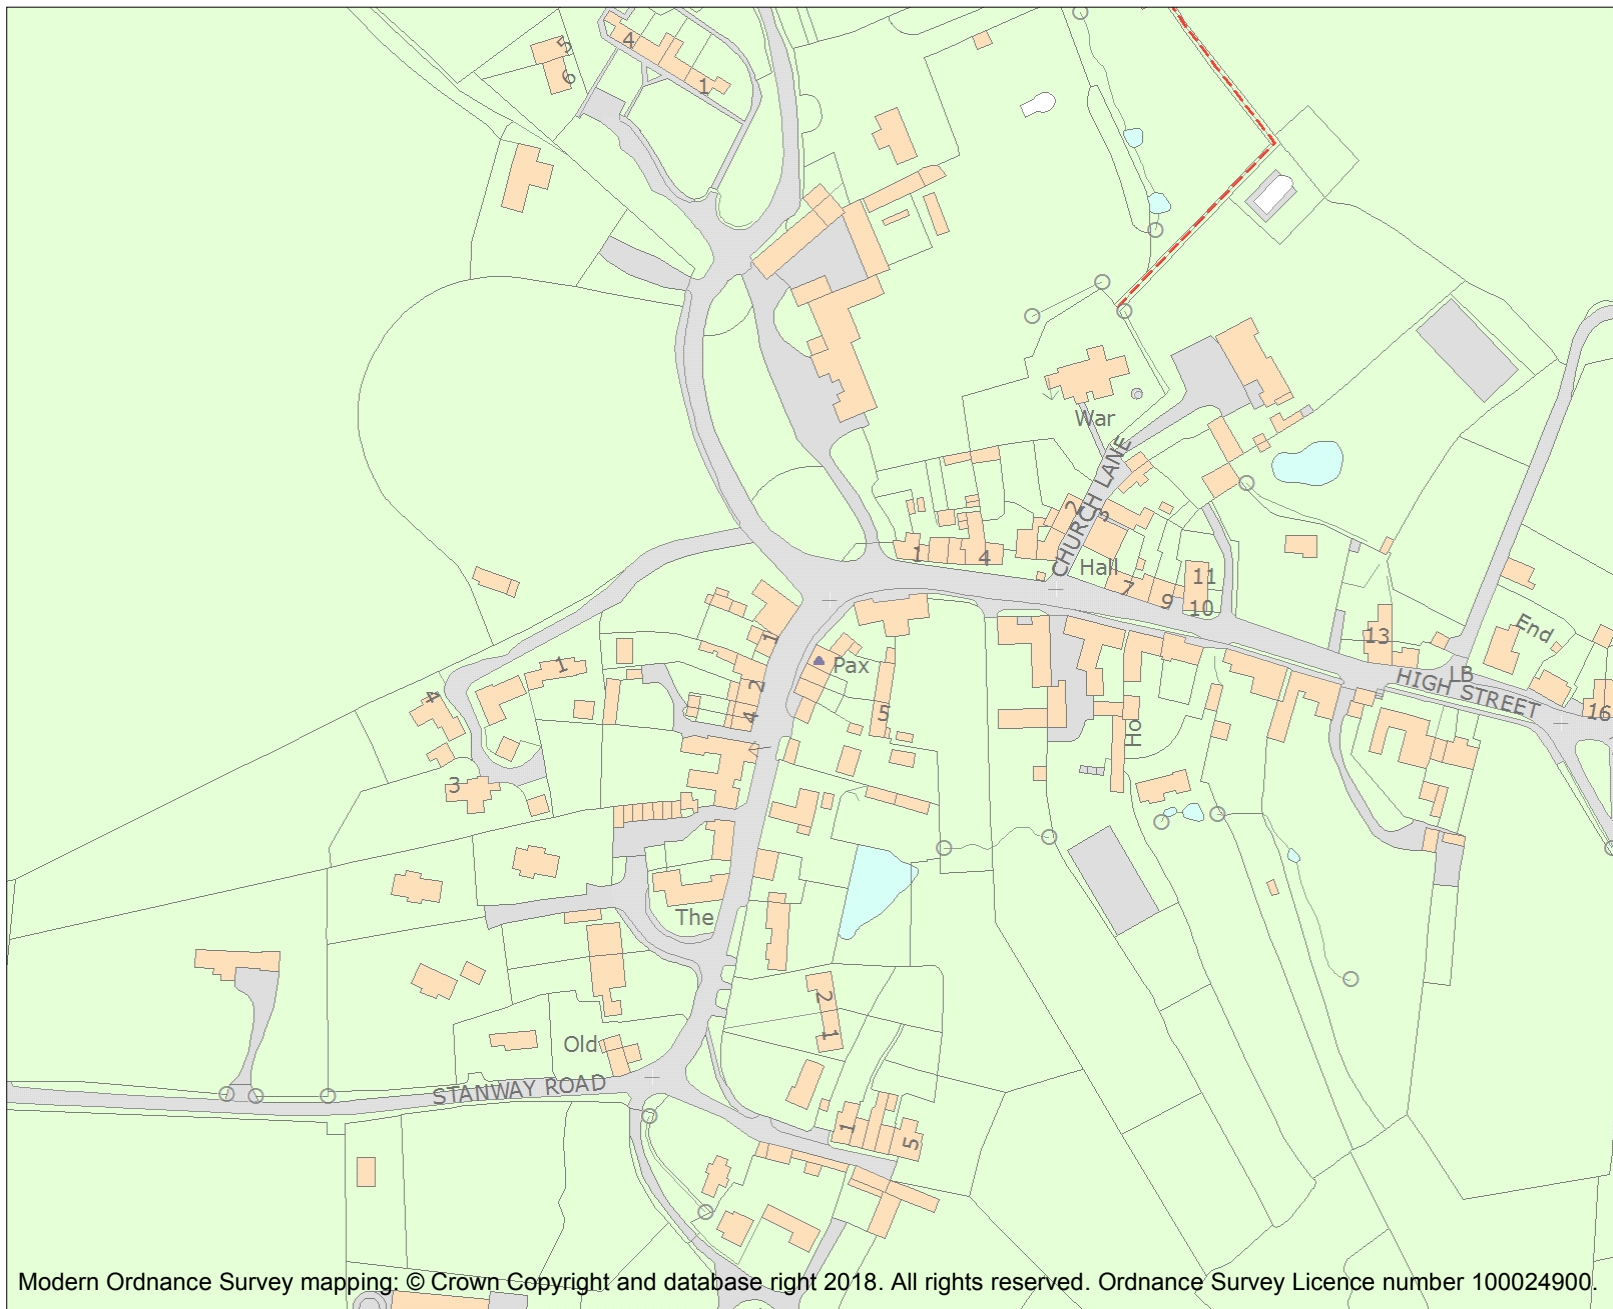 5
4
6
1
War
CHURCH LANE
2
3
1
4
Hall
7
9
11
10
13
End
LB
HIGH STREET
16
1
Pax
2
4
5
Ho
1
4
3
The
2
1
Old
STANWAY ROAD
1
5
Modern Ordnance Survey mapping: © Crown Copyright and database right 2018. All rights reserved. Ordnance Survey Licence number 100024900.